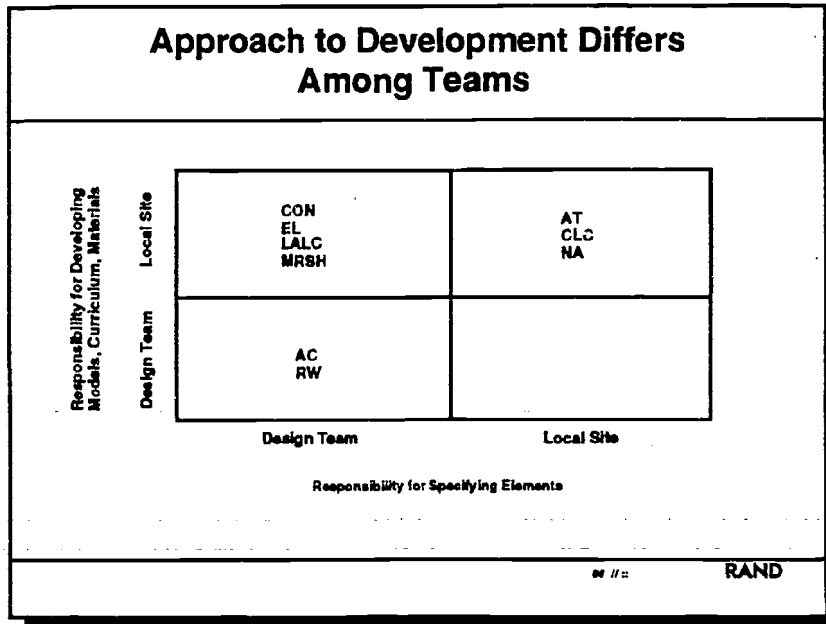 Approach to Development Differs
Among Teams
Responsibility for Developing
Models, Curriculum, Materials
Local Site
CON
EL
LALC
MRSH
AT
CLC
NA
Design Team
AC
RW
Design Team
Local Site
Responsibility for Specifying Elements
RAND